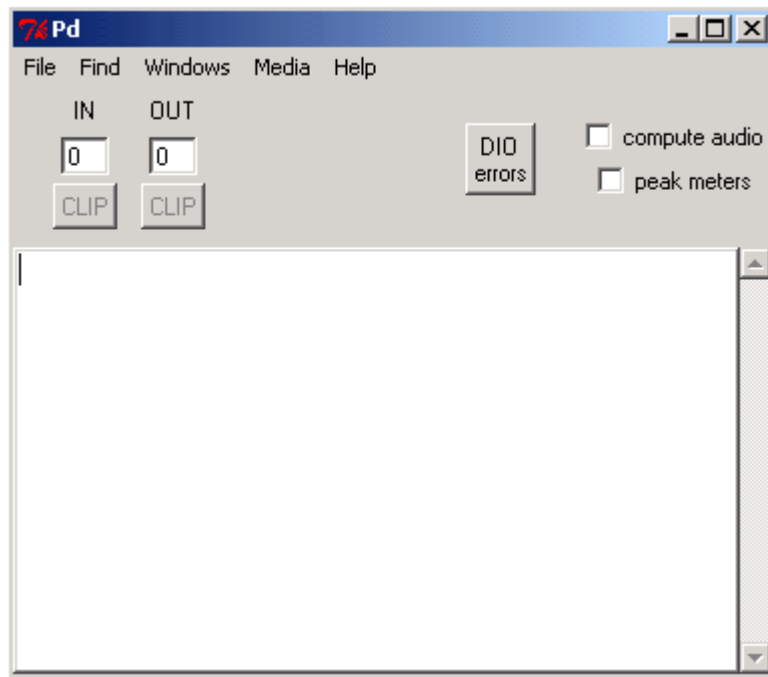 Pd
File Find Windows Media Help
IN OUT
0 0
CLIP CLIP
DIO
errors
compute audio
peak meters